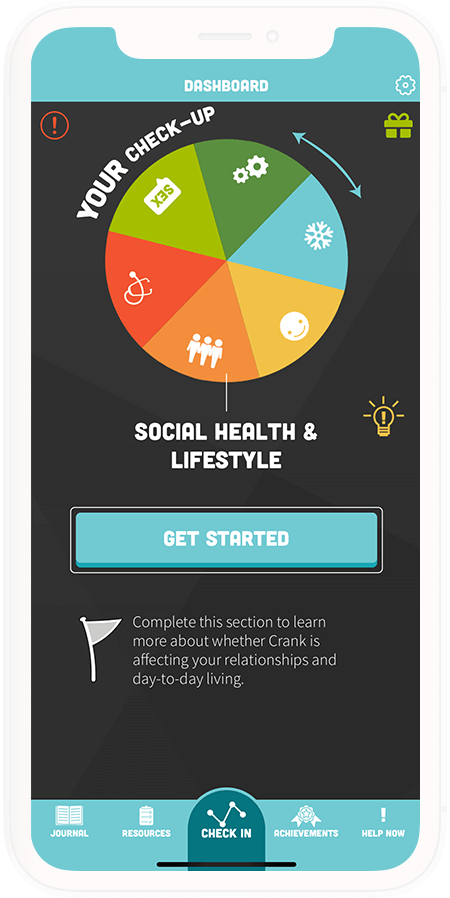 DASHBOARD
YOUR CHECK-UP
SEX
SOCIAL HEALTH &
LIFESTYLE
GET STARTED
Complete this section to learn
more about whether Crank is
affecting your relationships and
day-to-day living.
JOURNAL
RESOURCES
CHECK IN
ACHIEVEMENTS
HELP NOW